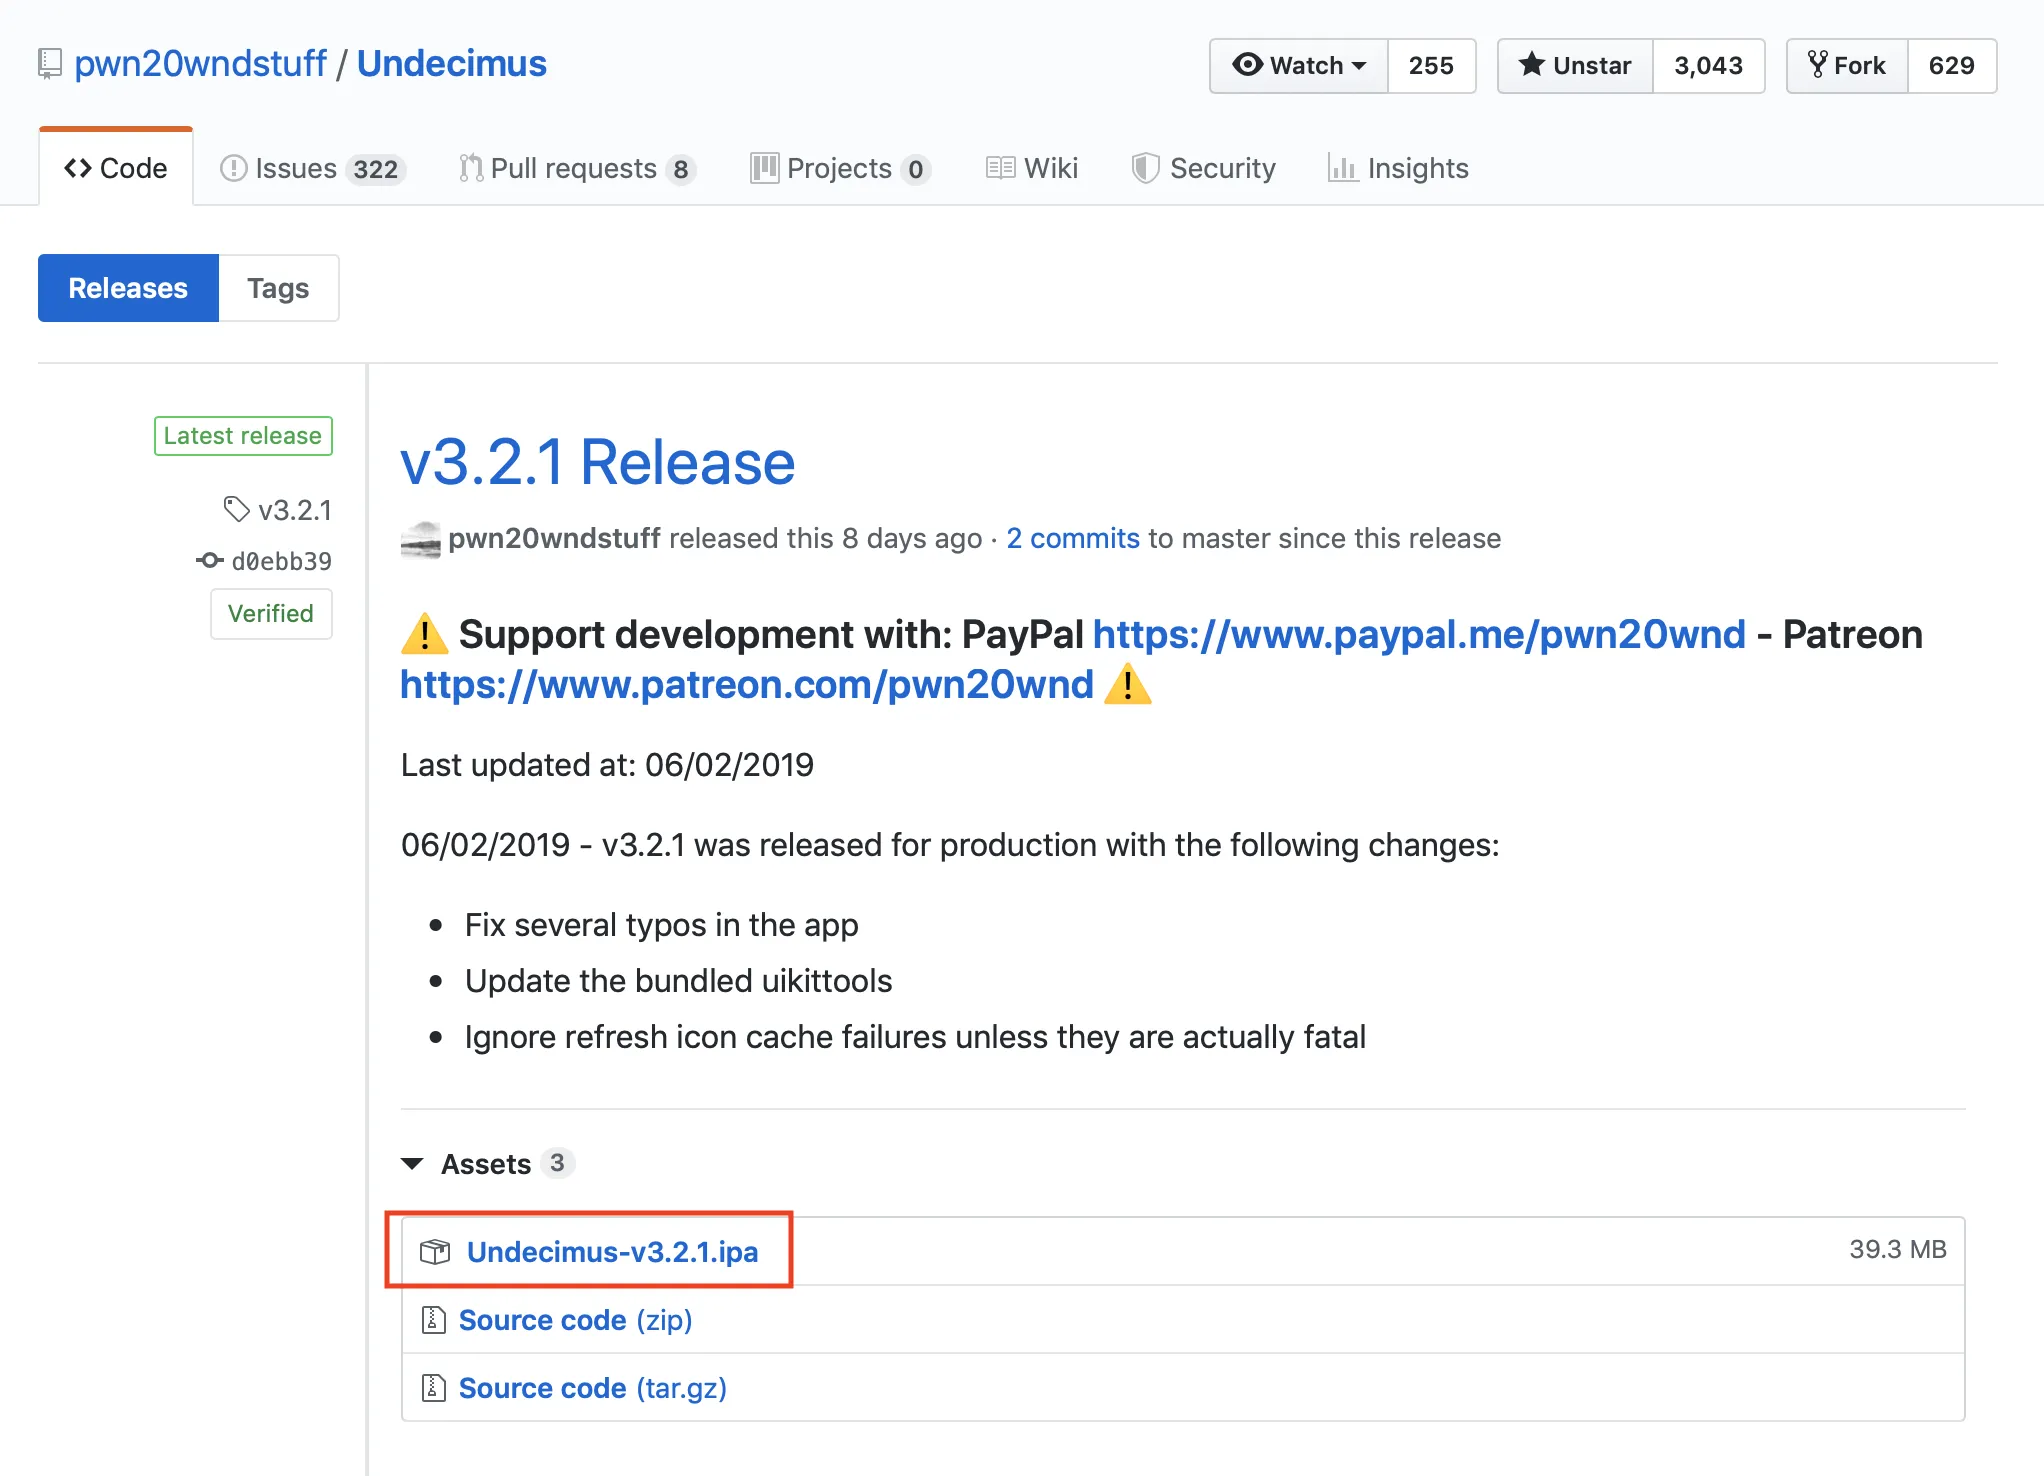 pwn20wndstuff / Undecimus
Watch 255 Unstar 3,043 Fork 629
Code Issues 322 Pull requests 8 Projects 0 Wiki Security Insights
Releases Tags
Latest release
v3.2.1
d0ebb39
Verified
v3.2.1 Release
pwn20wndstuff released this 8 days ago · 2 commits to master since this release
⚠️ Support development with: PayPal https://www.paypal.me/pwn20wnd - Patreon
https://www.patreon.com/pwn20wnd ⚠️
Last updated at: 06/02/2019
06/02/2019 - v3.2.1 was released for production with the following changes:
• Fix several typos in the app
• Update the bundled uikittools
• Ignore refresh icon cache failures unless they are actually fatal
Assets 3
Undecimus-v3.2.1.ipa 39.3 MB
Source code (zip)
Source code (tar.gz)